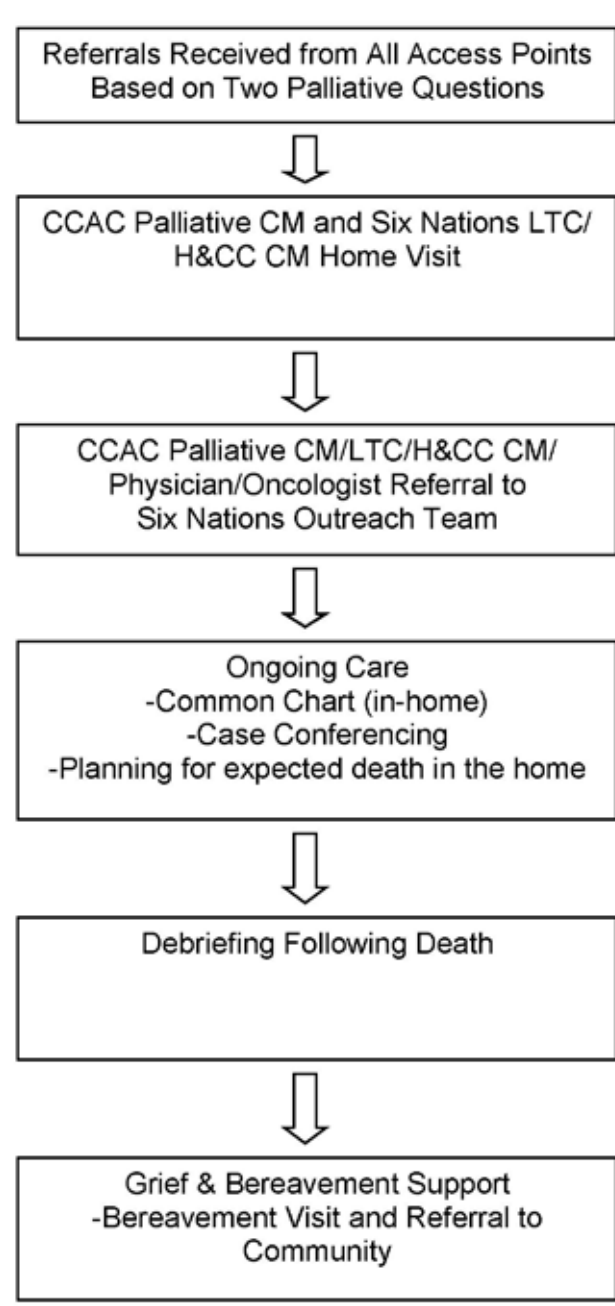 Referrals Received from All Access Points
Based on Two Palliative Questions
CCAC Palliative CM and Six Nations LTC/
H&CC CM Home Visit
CCAC Palliative CM/LTC/H&CC CM/
Physician/Oncologist Referral to
Six Nations Outreach Team
Ongoing Care
-Common Chart (in-home)
-Case Conferencing
-Planning for expected death in the home
Debriefing Following Death
Grief & Bereavement Support
-Bereavement Visit and Referral to
Community